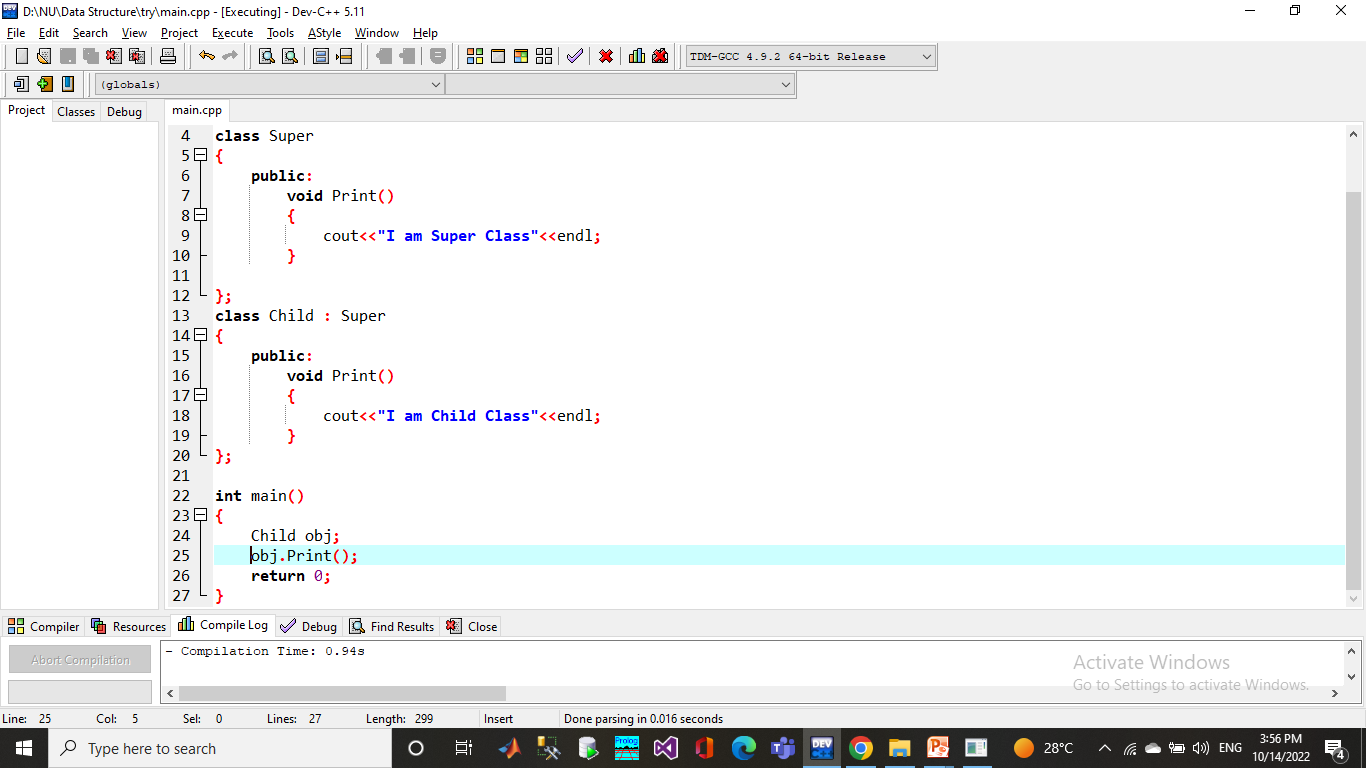 D:\NU\Data Structure\try\main.cpp - [Executing] - Dev-C++ 5.11
File Edit Search View Project Execute Tools AStyle Window Help
TDM-GCC 4.9.2 64-bit Release
(globals)
Project Classes Debug main.cpp
4 class Super
5 {
6 public:
7 void Print()
8 {
9 cout<<"I am Super Class"<<endl;
10 }
11
12 };
13 class Child : Super
14 {
15 public:
16 void Print()
17 {
18 cout<<"I am Child Class"<<endl;
19 }
20 };
21
22 int main()
23 {
24 Child obj;
25 obj.Print();
26 return 0;
27 }
Compiler Resources Compile Log Debug Find Results Close
Abort Compilation
- Compilation Time: 0.94s
Activate Windows
Go to Settings to activate Windows.
Line: 25 Col: 5 Sel: 0 Lines: 27 Length: 299 Insert Done parsing in 0.016 seconds
Type here to search
Prolog
DEV
28°C
ENG
3:56 PM
10/14/2022
4